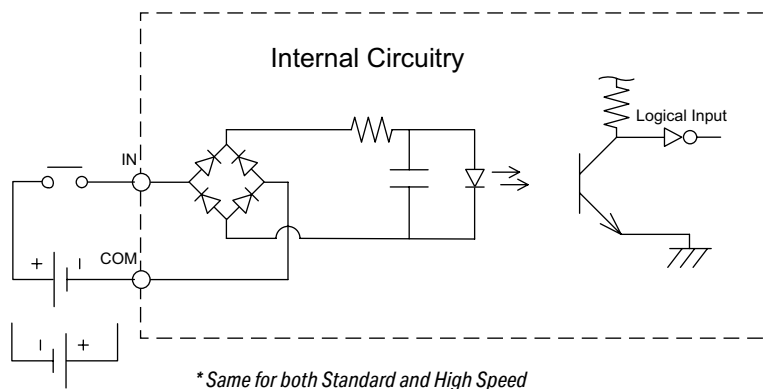 Internal Circuitry
Logical Input
IN
+ −
COM
− +
* Same for both Standard and High Speed